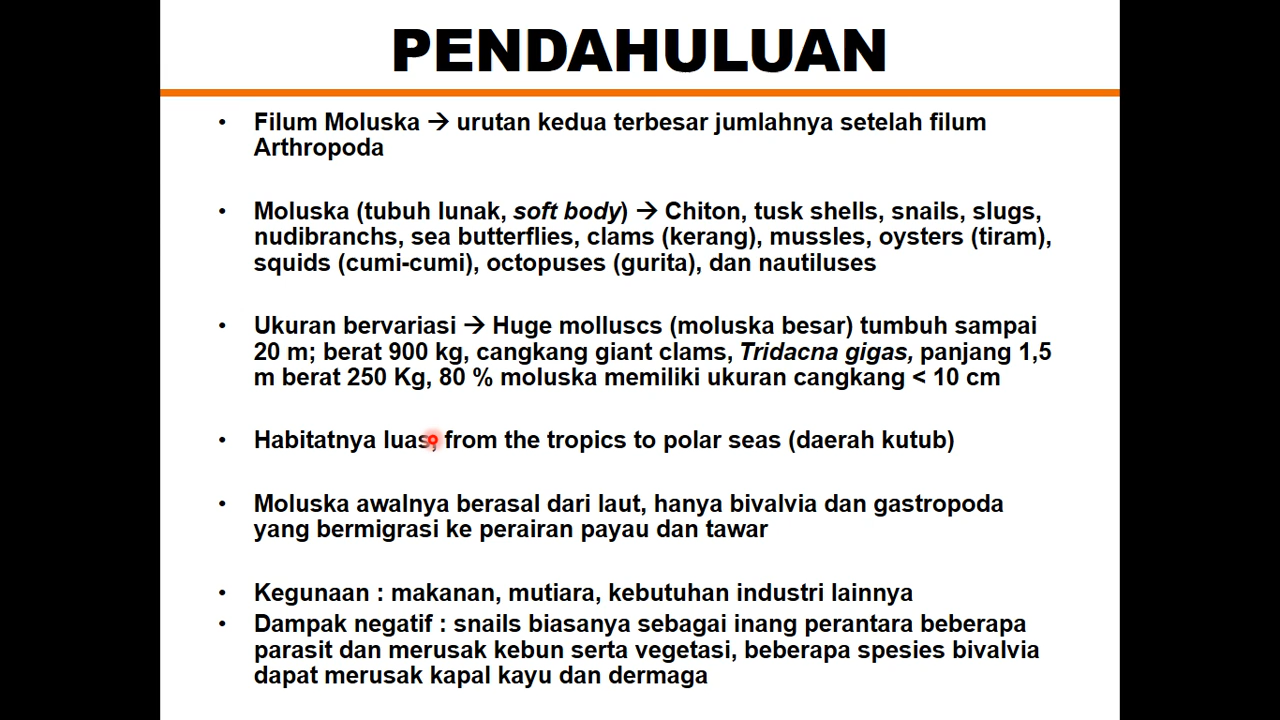 PENDAHULUAN
• Filum Moluska → urutan kedua terbesar jumlahnya setelah filum
Arthropoda
• Moluska (tubuh lunak, soft body) → Chiton, tusk shells, snails, slugs,
nudibranchs, sea butterflies, clams (kerang), mussles, oysters (tiram),
squids (cumi-cumi), octopuses (gurita), dan nautiluses
• Ukuran bervariasi → Huge molluscs (moluska besar) tumbuh sampai
20 m; berat 900 kg, cangkang giant clams, Tridacna gigas, panjang 1,5
m berat 250 Kg, 80 % moluska memiliki ukuran cangkang < 10 cm
• Habitatnya luas, from the tropics to polar seas (daerah kutub)
• Moluska awalnya berasal dari laut, hanya bivalvia dan gastropoda
yang bermigrasi ke perairan payau dan tawar
• Kegunaan : makanan, mutiara, kebutuhan industri lainnya
• Dampak negatif : snails biasanya sebagai inang perantara beberapa
parasit dan merusak kebun serta vegetasi, beberapa spesies bivalvia
dapat merusak kapal kayu dan dermaga